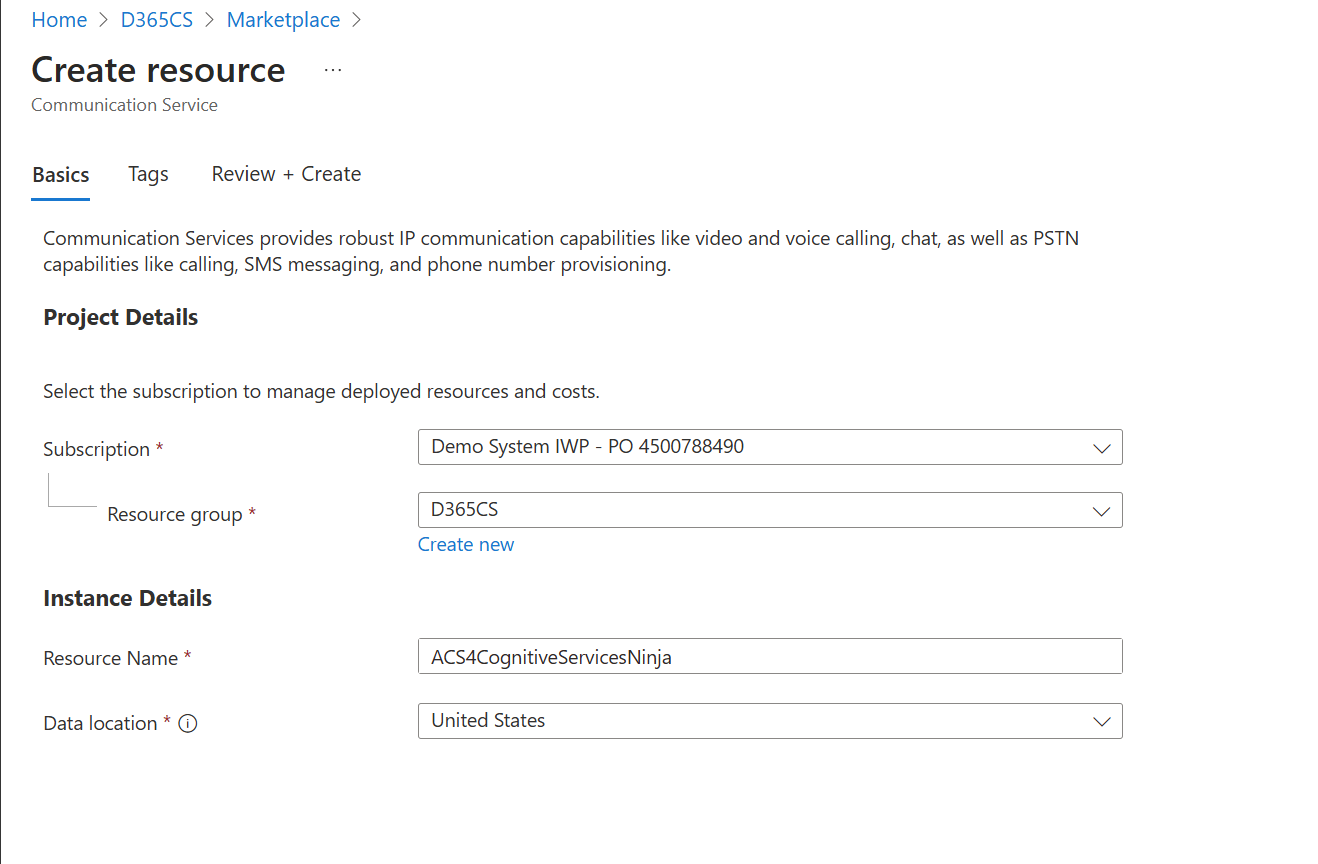 Home > D365CS > Marketplace >
Create resource ...
Communication Service
Basics Tags Review + Create
Communication Services provides robust IP communication capabilities like video and voice calling, chat, as well as PSTN
capabilities like calling, SMS messaging, and phone number provisioning.
Project Details
Select the subscription to manage deployed resources and costs.
Subscription * Demo System IWP - PO 4500788490
Resource group * D365CS
Create new
Instance Details
Resource Name * ACS4CognitiveServicesNinja
Data location * United States